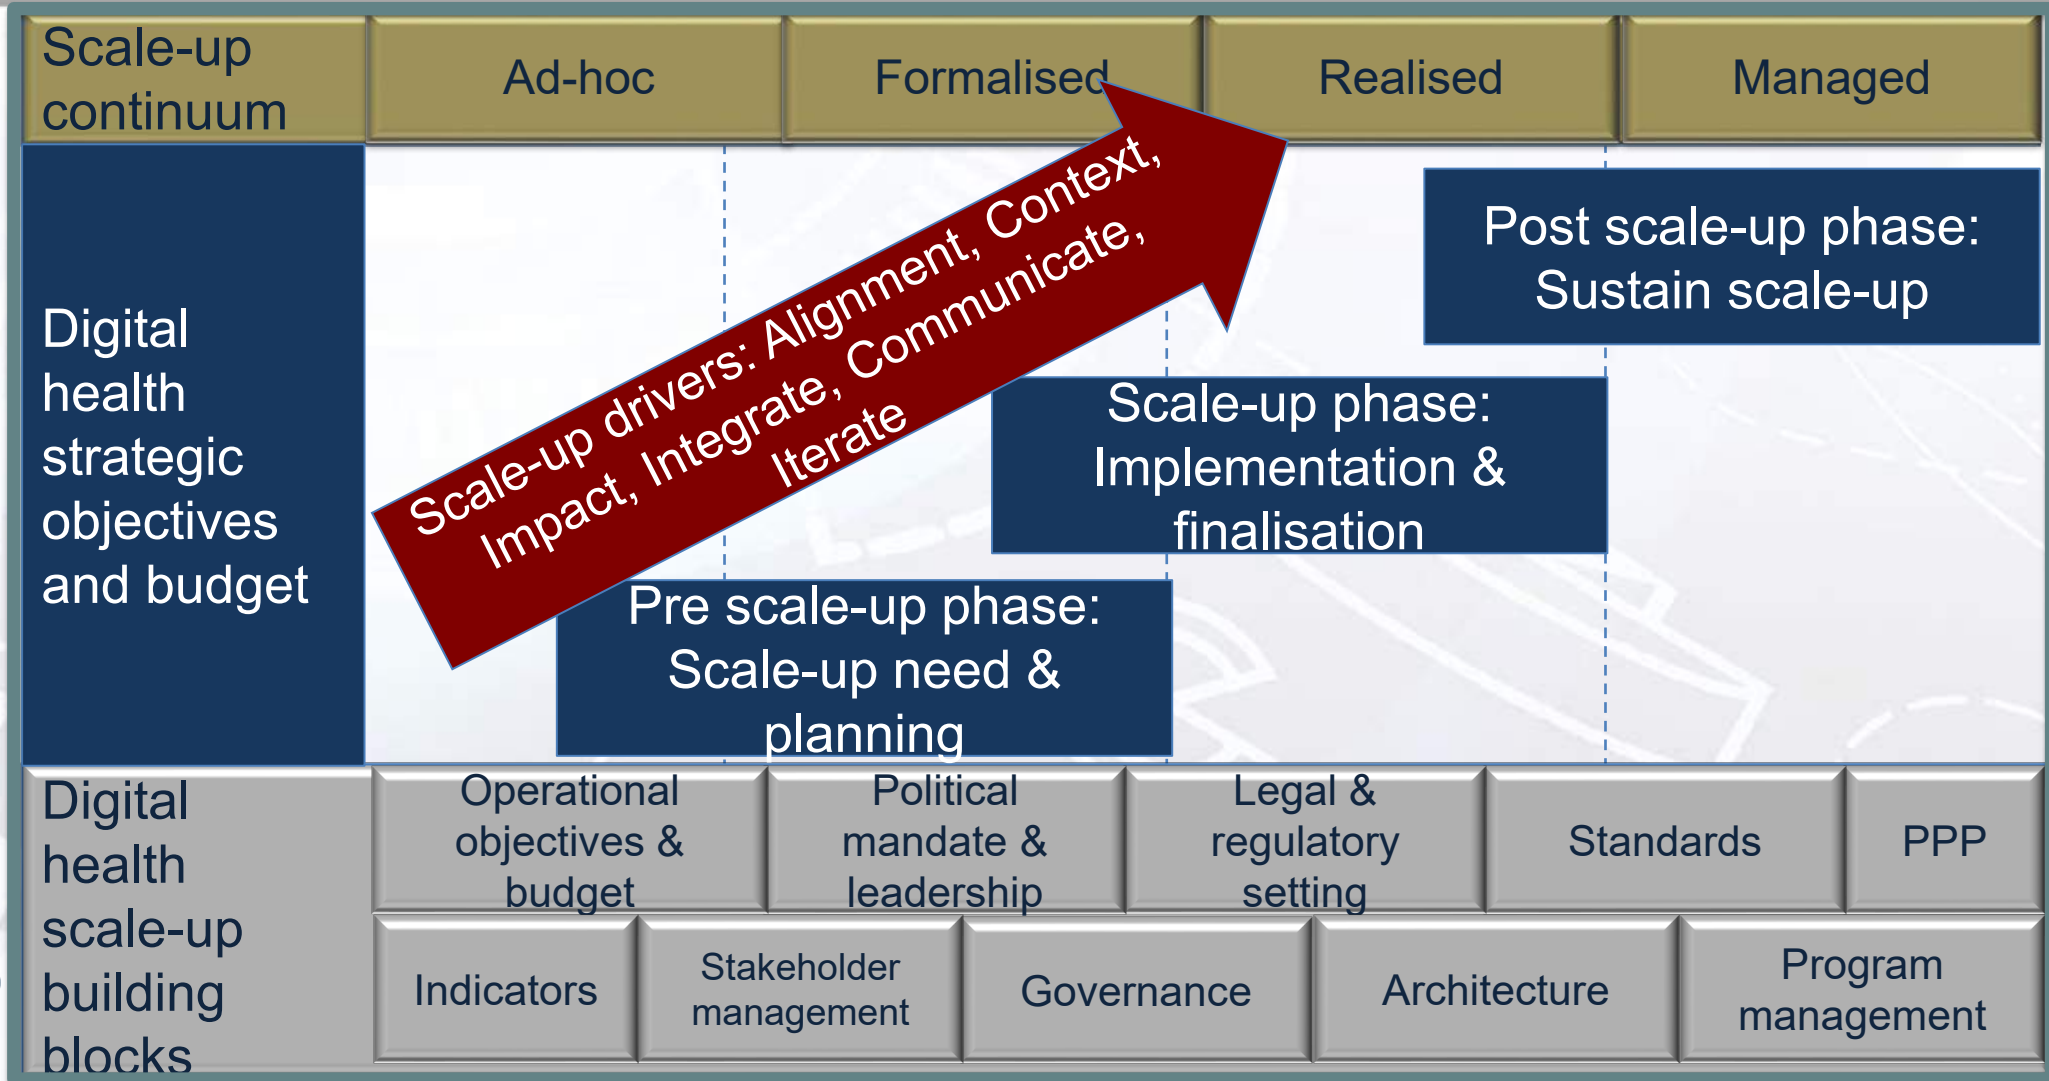 Scale-up
continuum
Ad-hoc
Formalised
Realised
Managed
Digital
health
strategic
objectives
and budget
Scale-up drivers: Alignment, Context,
Impact, Integrate, Communicate,
Iterate
Post scale-up phase:
Sustain scale-up
Scale-up phase:
Implementation &
finalisation
Pre scale-up phase:
Scale-up need &
planning
Digital
health
scale-up
building
blocks
Operational
objectives &
budget
Political
mandate &
leadership
Legal &
regulatory
setting
Standards
PPP
Indicators
Stakeholder
management
Governance
Architecture
Program
management